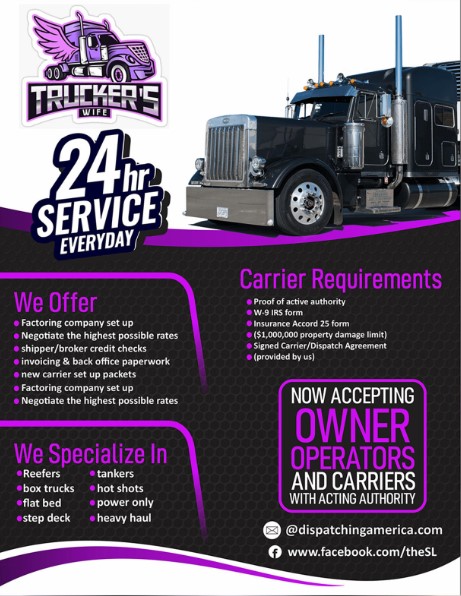 TRUCKER'S
WIFE
24hr
SERVICE
EVERYDAY
We Offer
Factoring company set up
Negotiate the highest possible rates
shipper/broker credit checks
invoicing & back office paperwork
new carrier set up packets
Factoring company set up
Negotiate the highest possible rates
We Specialize In
Reefers
box trucks
flat bed
step deck
tankers
hot shots
power only
heavy haul
Carrier Requirements
Proof of active authority
W-9 IRS form
Insurance Accord 25 form
($1,000,000 property damage limit)
Signed Carrier/Dispatch Agreement
(provided by us)
NOW ACCEPTING
OWNER
OPERATORS
AND CARRIERS
WITH ACTING AUTHORITY
@dispatchingamerica.com
www.facebook.com/theSL